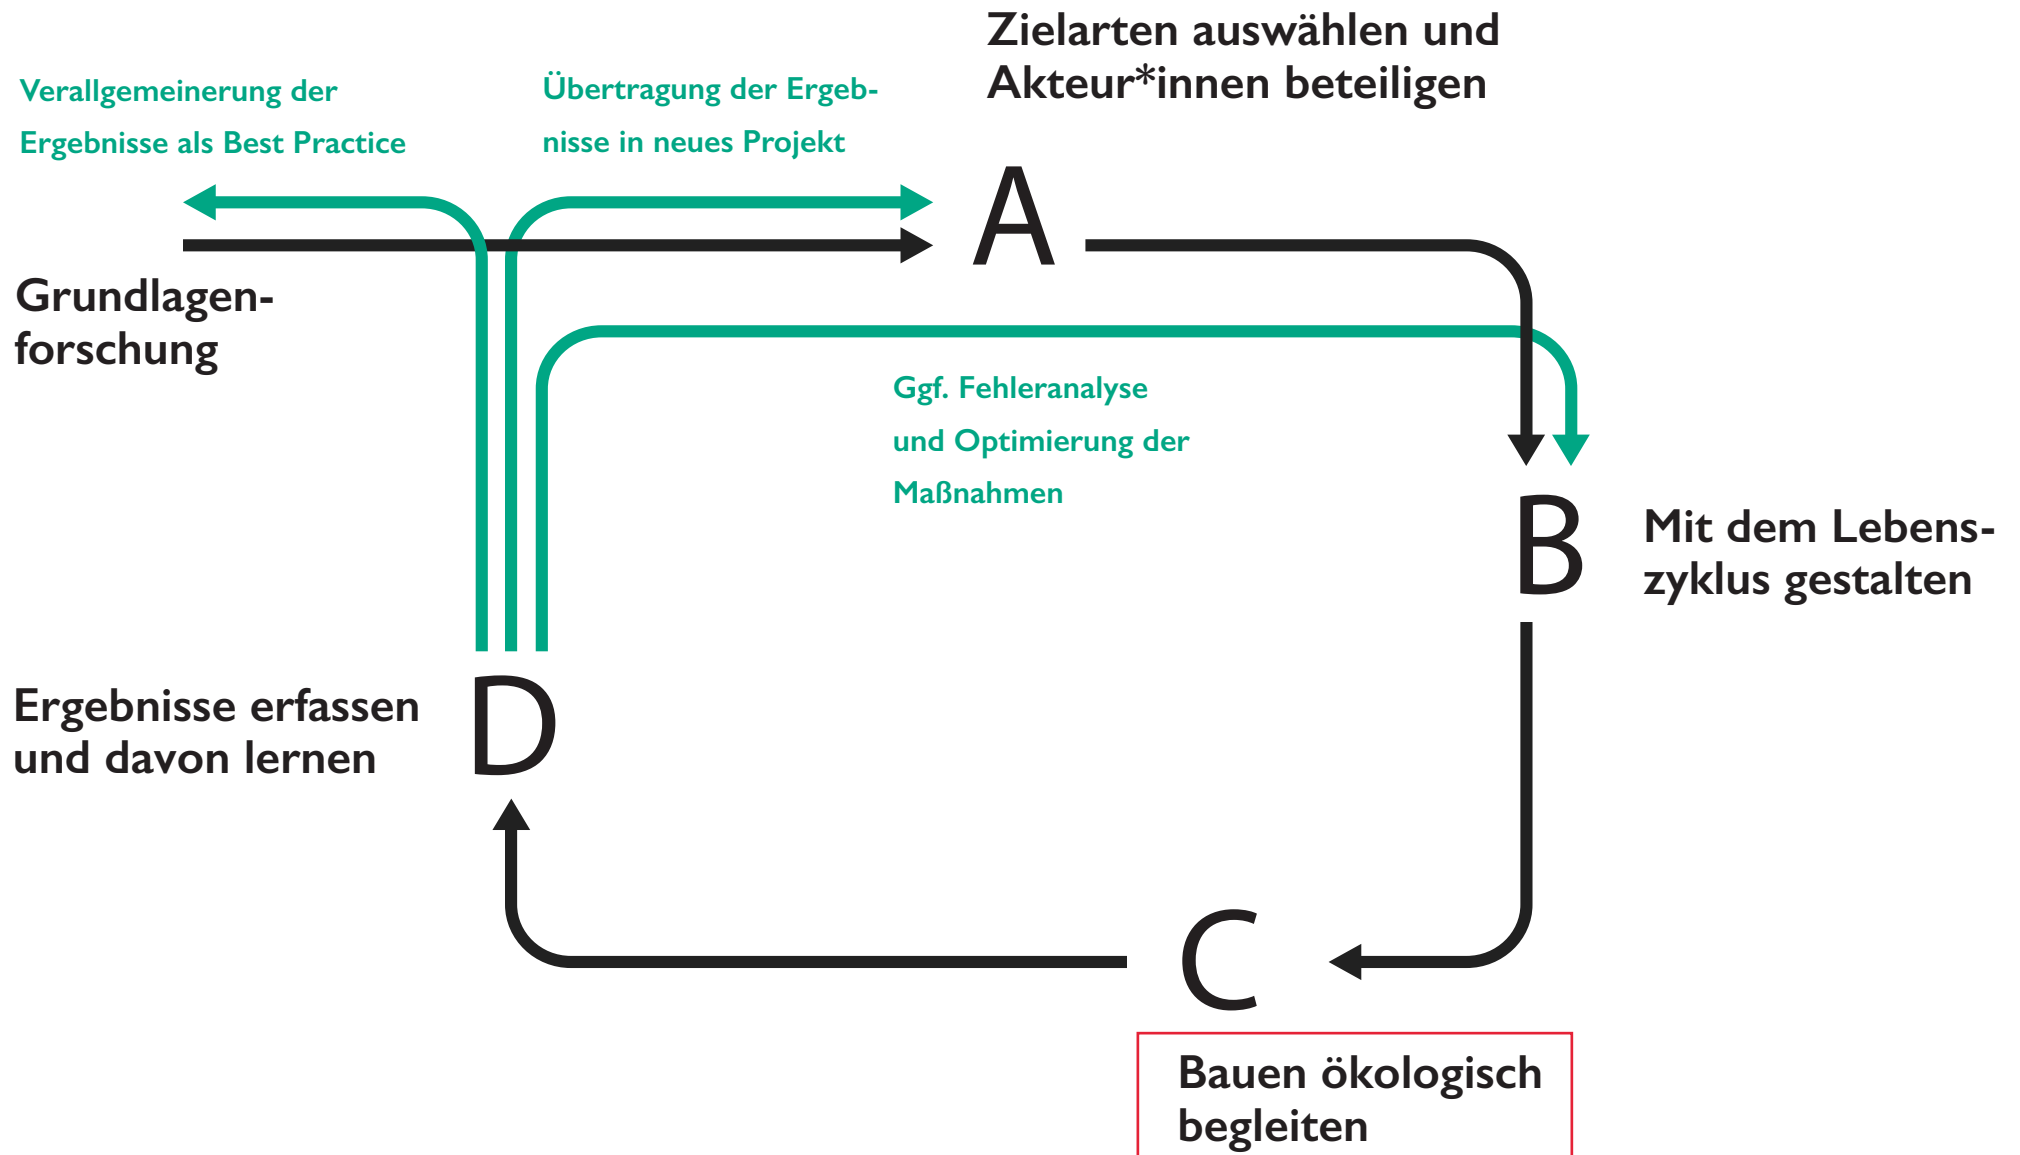 Zielarten auswählen und
Akteur*innen beteiligen
Verallgemeinerung der
Ergebnisse als Best Practice
Übertragung der Ergeb-
nisse in neues Projekt
A
Grundlagen-
forschung
Ggf. Fehleranalyse
und Optimierung der
Maßnahmen
B
Mit dem Lebens-
zyklus gestalten
Ergebnisse erfassen
und davon lernen
D
C
Bauen ökologisch
begleiten